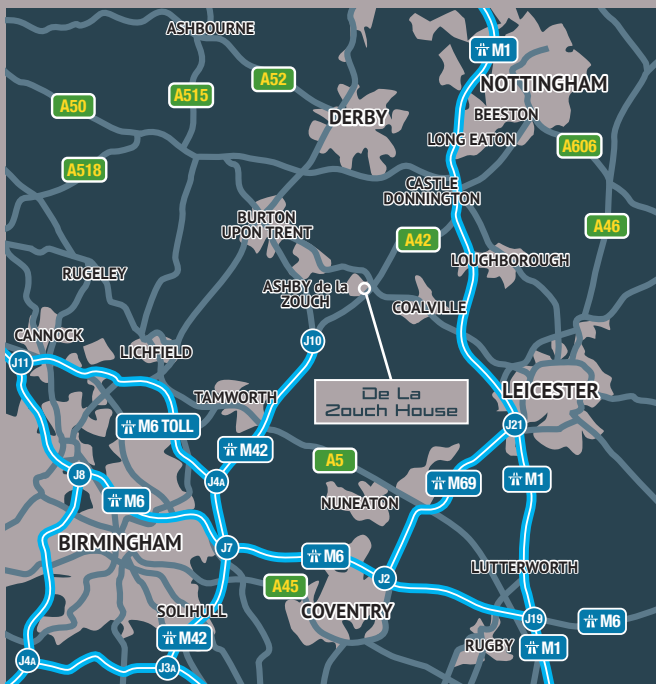 ASHBOURNE
M1
NOTTINGHAM
A52
A515
A50
DERBY
BEESTON
LONG EATON
A606
A518
CASTLE
DONNINGTON
BURTON
UPON TRENT
A42
A46
RUGELEY
LOUGHBOROUGH
ASHBY de la
ZOUCH
COALVILLE
CANNOCK
J10
LICHFIELD
J11
De La
Zouch House
LEICESTER
TAMWORTH
M6 TOLL
J21
M42
A5
J8
J4A
M69
M1
M6
NUNEATON
BIRMINGHAM
J7
M6
LUTTERWORTH
J2
A45
SOLIHULL
COVENTRY
J19
M6
M42
RUGBY
M1
J4A
J3A